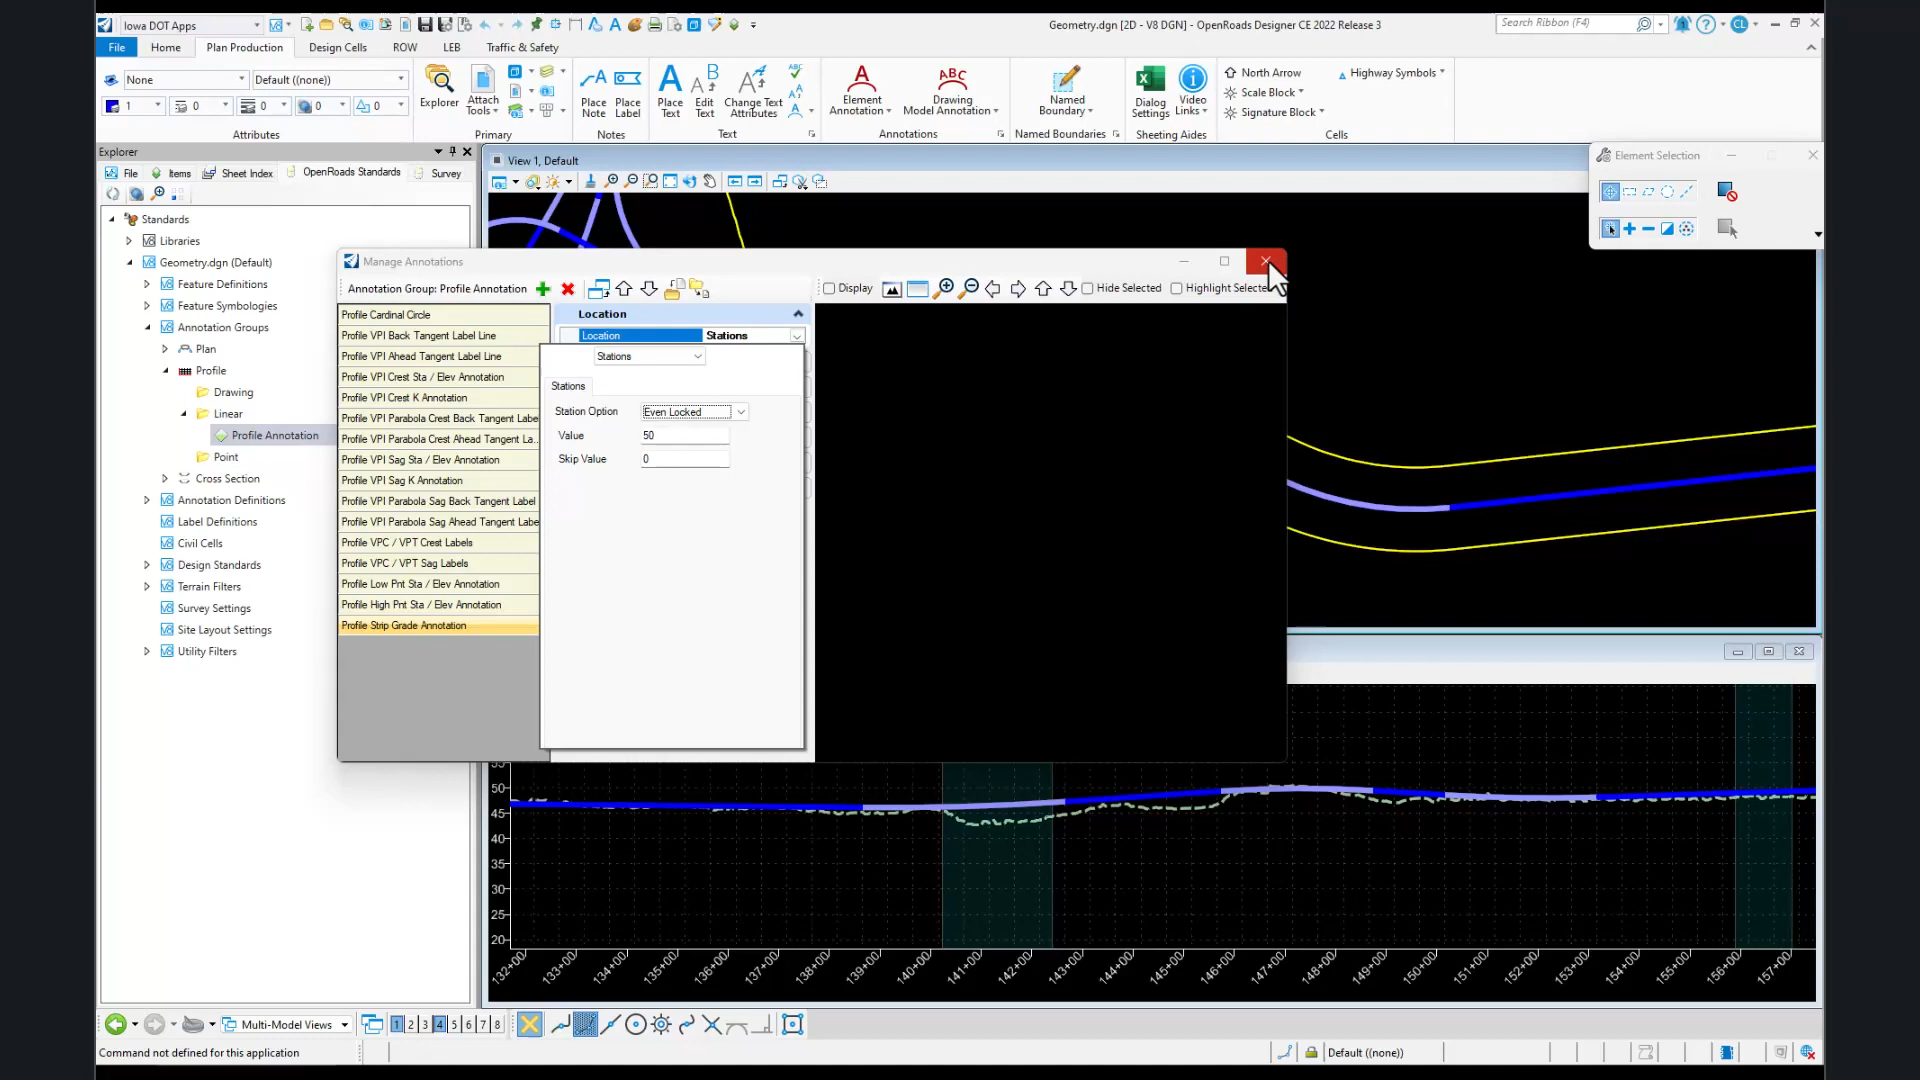 Iowa DOT Apps
Geometry.dgn [2D - V8 DGN] - OpenRoads Designer CE 2022 Release 3
Search Ribbon (F4)
CL
File Home Plan Production Design Cells ROW LEB Traffic & Safety
None Default ((none))
1 0 0 0 0
Attributes
Explorer
Attach Tools
Primary
Place Note
Place Label
Notes
Place Text
Edit Text
Change Text Attributes
Text
Element Annotation
Drawing Model Annotation
Annotations
Named Boundary
Named Boundaries
Dialog Settings
Video Links
Sheeting Aides
North Arrow
Scale Block
Signature Block
Highway Symbols
Cells
Explorer
File Items Sheet Index OpenRoads Standards Survey
Standards
Libraries
Geometry.dgn (Default)
Feature Definitions
Feature Symbologies
Annotation Groups
Plan
Profile
Drawing
Linear
Profile Annotation
Point
Cross Section
Annotation Definitions
Label Definitions
Civil Cells
Design Standards
Terrain Filters
Survey Settings
Site Layout Settings
Utility Filters
View 1, Default
Element Selection
Manage Annotations
Annotation Group: Profile Annotation
Display
Hide Selected
Highlight Selecte
Profile Cardinal Circle
Profile VPI Back Tangent Label Line
Profile VPI Ahead Tangent Label Line
Profile VPI Crest Sta / Elev Annotation
Profile VPI Crest K Annotation
Profile VPI Parabola Crest Back Tangent Labe
Profile VPI Parabola Crest Ahead Tangent La...
Profile VPI Sag Sta / Elev Annotation
Profile VPI Sag K Annotation
Profile VPI Parabola Sag Back Tangent Label
Profile VPI Parabola Sag Ahead Tangent Labe
Profile VPC / VPT Crest Labels
Profile VPC / VPT Sag Labels
Profile Low Pnt Sta / Elev Annotation
Profile High Pnt Sta / Elev Annotation
Profile Strip Grade Annotation
Location
Location Stations
Stations
Stations
Station Option Even Locked
Value 50
Skip Value 0
55
50
45
40
35
30
25
20
132+00 133+00 134+00 135+00 136+00 137+00 138+00 139+00 140+00 141+00 142+00 143+00 144+00 145+00 146+00 147+00 148+00 149+00 150+00 151+00 152+00 153+00 154+00 155+00 156+00 157+00
Multi-Model Views 1 2 3 4 5 6 7 8
Command not defined for this application
Default ((none))